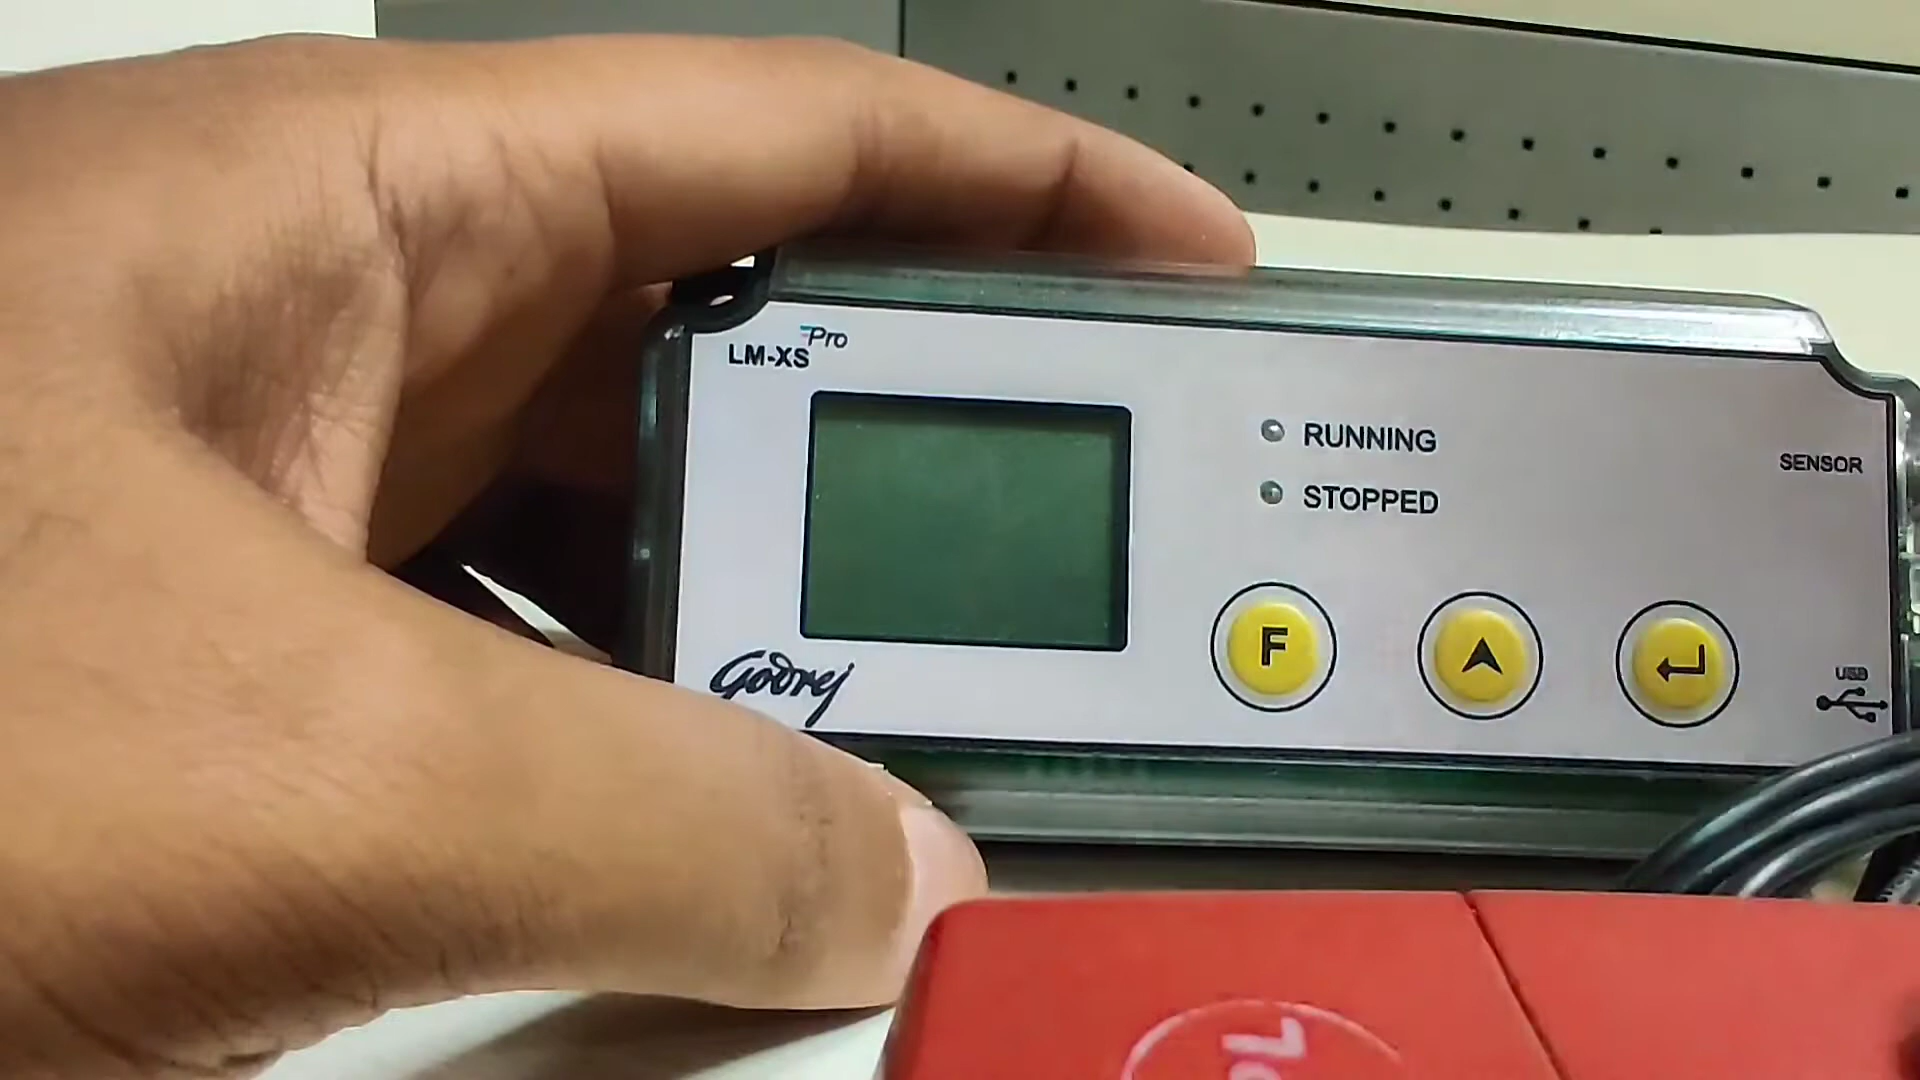 Pro
LM-XS
RUNNING
STOPPED
SENSOR
F
USB
Godrej